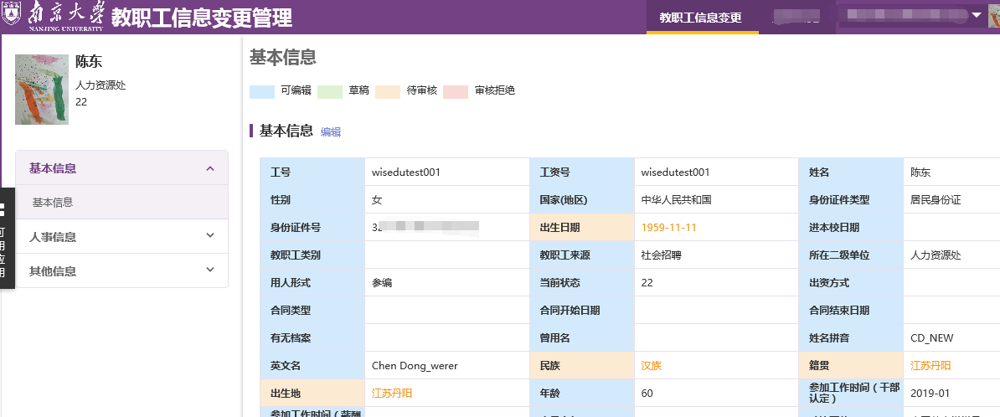 南京大学 NANJING UNIVERSITY 教职工信息变更管理 教职工信息变更
陈东
人力资源处
22
基本信息
基本信息
人事信息
其他信息
可用应用
基本信息
可编辑 草稿 待审核 审核拒绝
基本信息 编辑
工号 wisedutest001 工资号 wisedutest001 姓名 陈东
性别 女 国家(地区) 中华人民共和国 身份证件类型 居民身份证
身份证件号 32 出生日期 1959-11-11 进本校日期
教职工类别 教职工来源 社会招聘 所在二级单位 人力资源处
用人形式 参编 当前状态 22 出资方式
合同类型 合同开始日期 合同结束日期
有无档案 曾用名 姓名拼音 CD_NEW
英文名 Chen Dong_werer 民族 汉族 籍贯 江苏丹阳
出生地 江苏丹阳 年龄 60 参加工作时间（干部认定） 2019-01
参加工作时间（薪酬